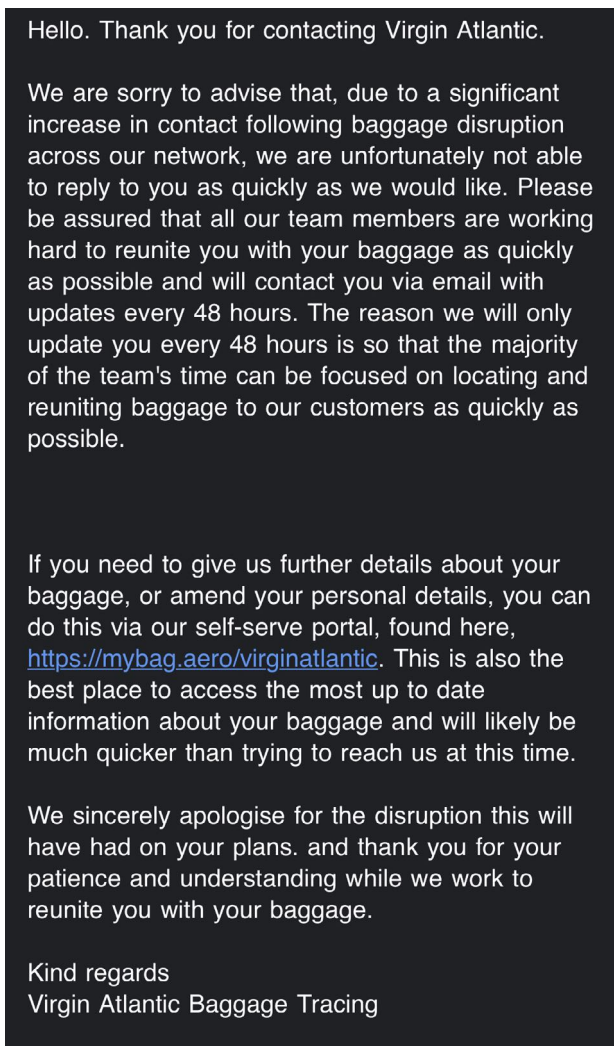 Hello. Thank you for contacting Virgin Atlantic.
We are sorry to advise that, due to a significant
increase in contact following baggage disruption
across our network, we are unfortunately not able
to reply to you as quickly as we would like. Please
be assured that all our team members are working
hard to reunite you with your baggage as quickly
as possible and will contact you via email with
updates every 48 hours. The reason we will only
update you every 48 hours is so that the majority
of the team's time can be focused on locating and
reuniting baggage to our customers as quickly as
possible.
If you need to give us further details about your
baggage, or amend your personal details, you can
do this via our self-serve portal, found here,
https://mybag.aero/virginatlantic. This is also the
best place to access the most up to date
information about your baggage and will likely be
much quicker than trying to reach us at this time.
We sincerely apologise for the disruption this will
have had on your plans. and thank you for your
patience and understanding while we work to
reunite you with your baggage.
Kind regards
Virgin Atlantic Baggage Tracing